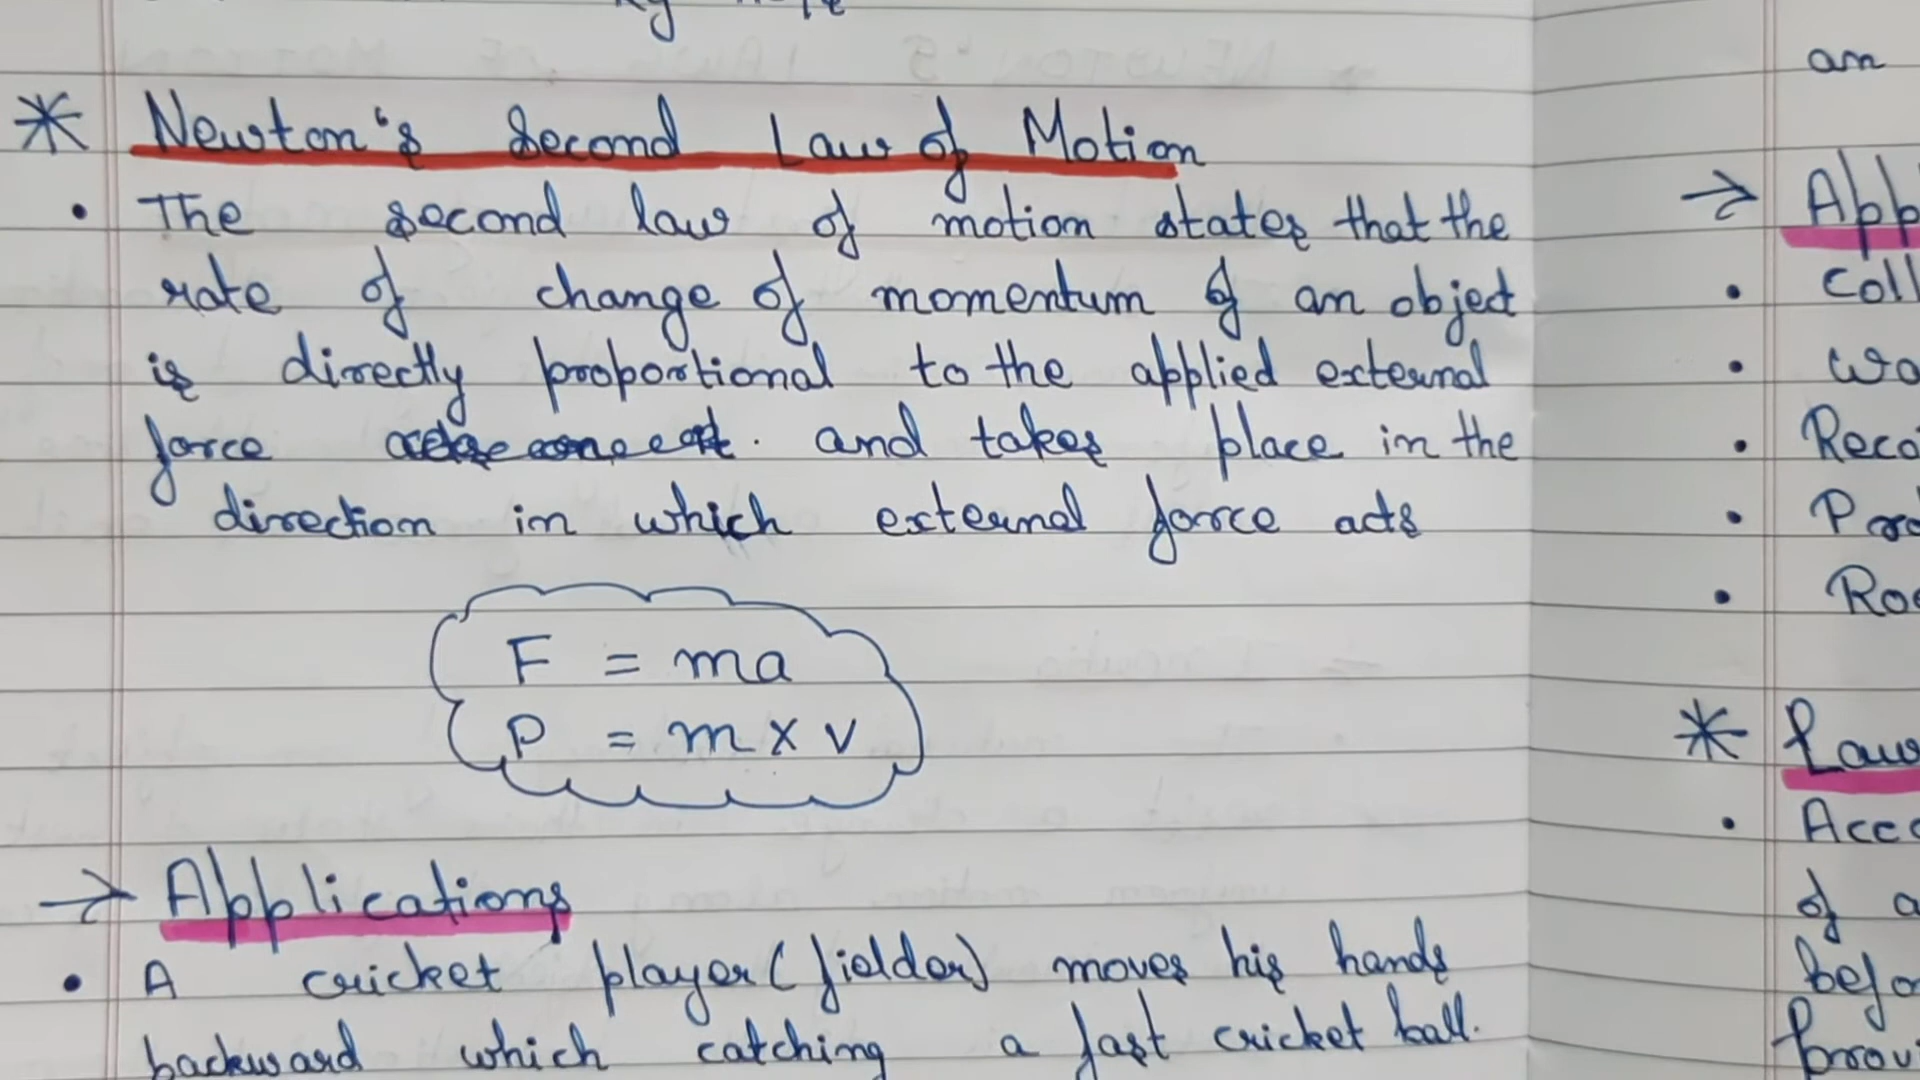 * Newton's Second Law of Motion
• The second law of motion states that the
rate of change of momentum of an object
is directly proportional to the applied external
force and takes place in the
direction in which external force acts
F = ma
P = m x v
→ Applications
• A cricket player (fielder) moves his hands
backward which catching a fast cricket ball.
am
⇒ App
• Coll
• Wo
• Reco
• Pro
• Ro
* Law
• Acco
of a
befo